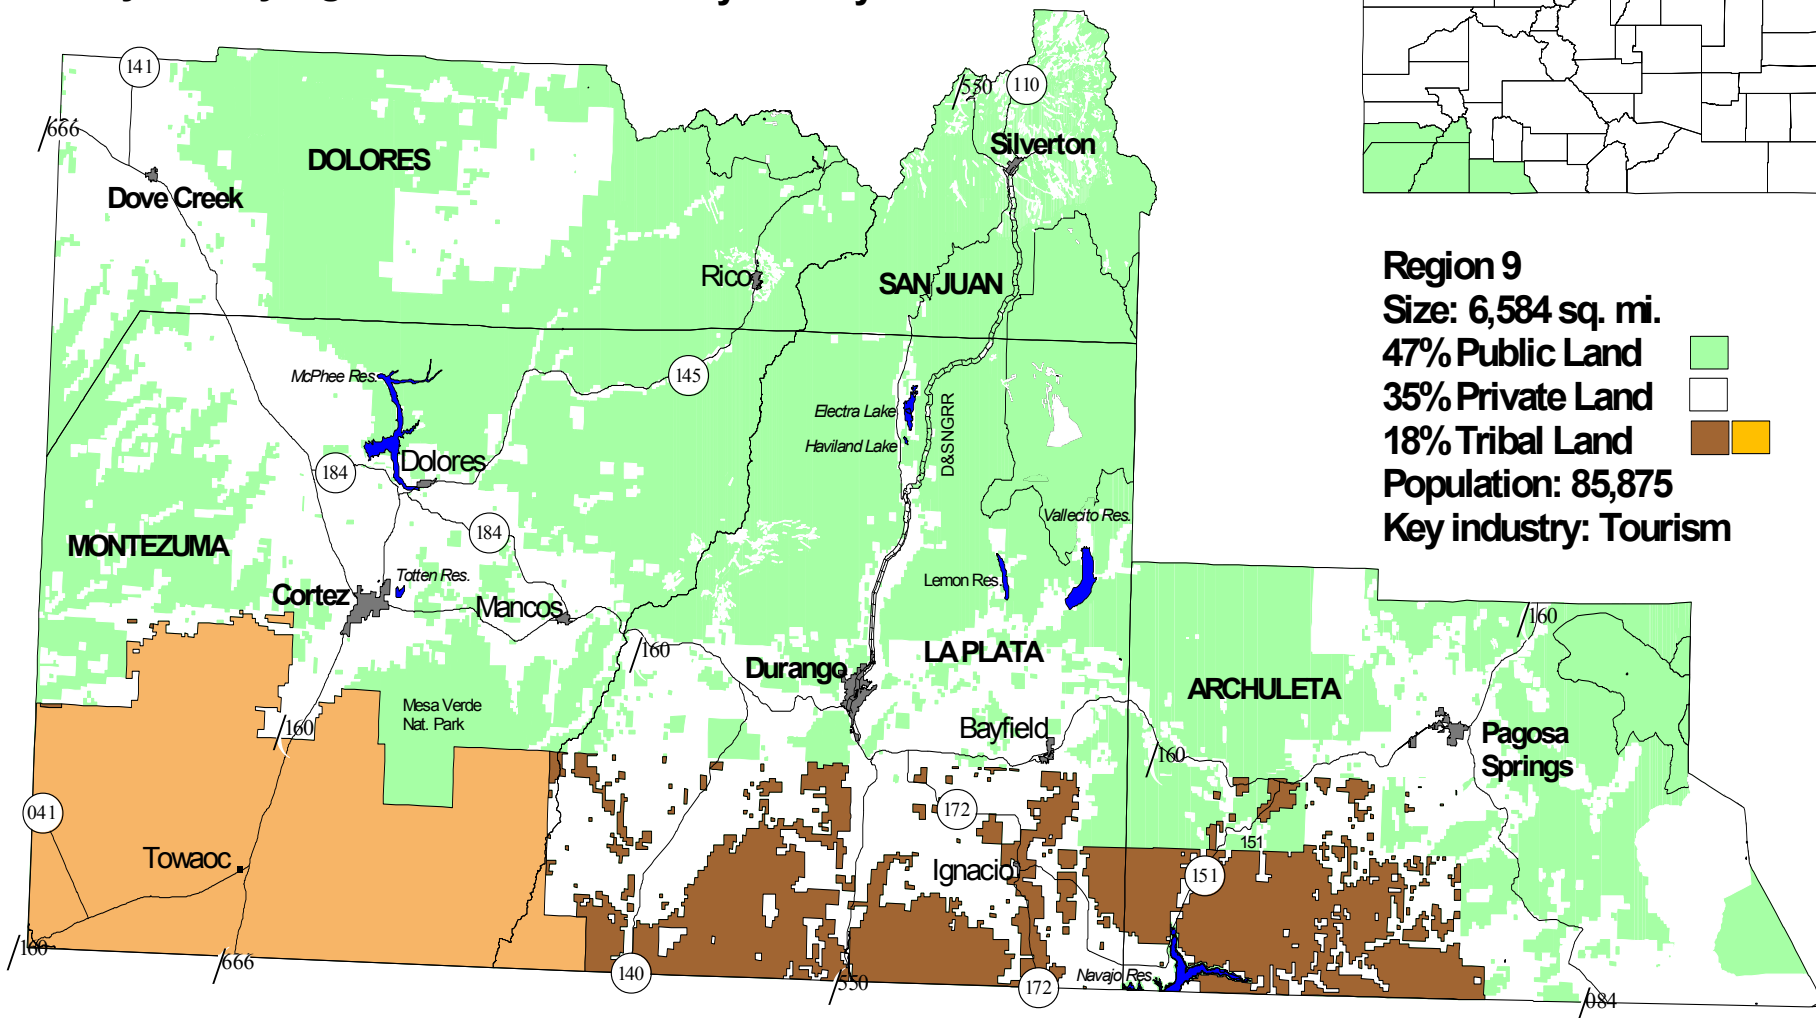 141
550
110
666
Silverton
DOLORES
Dove Creek
Rico
SAN JUAN
Region 9
Size: 6,584 sq. mi.
47% Public Land
35% Private Land
18% Tribal Land
Population: 85,875
Key industry: Tourism
McPhee Res.
145
Electra Lake
Haviland Lake
D&SNGRR
Dolores
184
Vallecito Res.
184
MONTEZUMA
Totten Res.
Lemon Res.
Cortez
Mancos
160
160
LA PLATA
Durango
ARCHULETA
Mesa Verde
Nat. Park
160
Bayfield
160
Pagosa
Springs
041
172
151
Towaoc
Ignacio
151
160
666
140
550
172
Navajo Res.
084